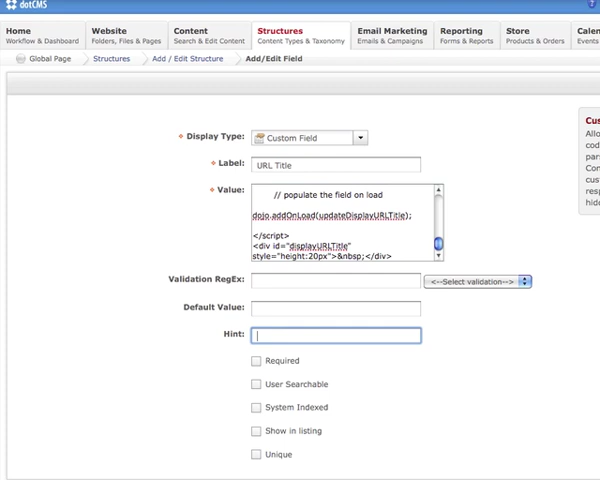 dotCMS
?
Home
Workflow & Dashboard
Website
Folders, Files & Pages
Content
Search & Edit Content
Structures
Content Types & Taxonomy
Email Marketing
Emails & Campaigns
Reporting
Forms & Reports
Store
Products & Orders
Calen
Events
Global Page
Structures
Add / Edit Structure
Add/Edit Field
Display Type:
Custom Field
Label:
URL Title
Value:
// populate the field on load
dojo.addOnLoad(updateDisplayURLTitle);
</script>
<div id="displayURLTitle"
style="height:20px">&nbsp;</div>
Validation RegEx:
<--Select validation-->
Default Value:
Hint:
Required
User Searchable
System Indexed
Show in listing
Unique
Cus
Allo
cod
par
Con
cus
res
hide